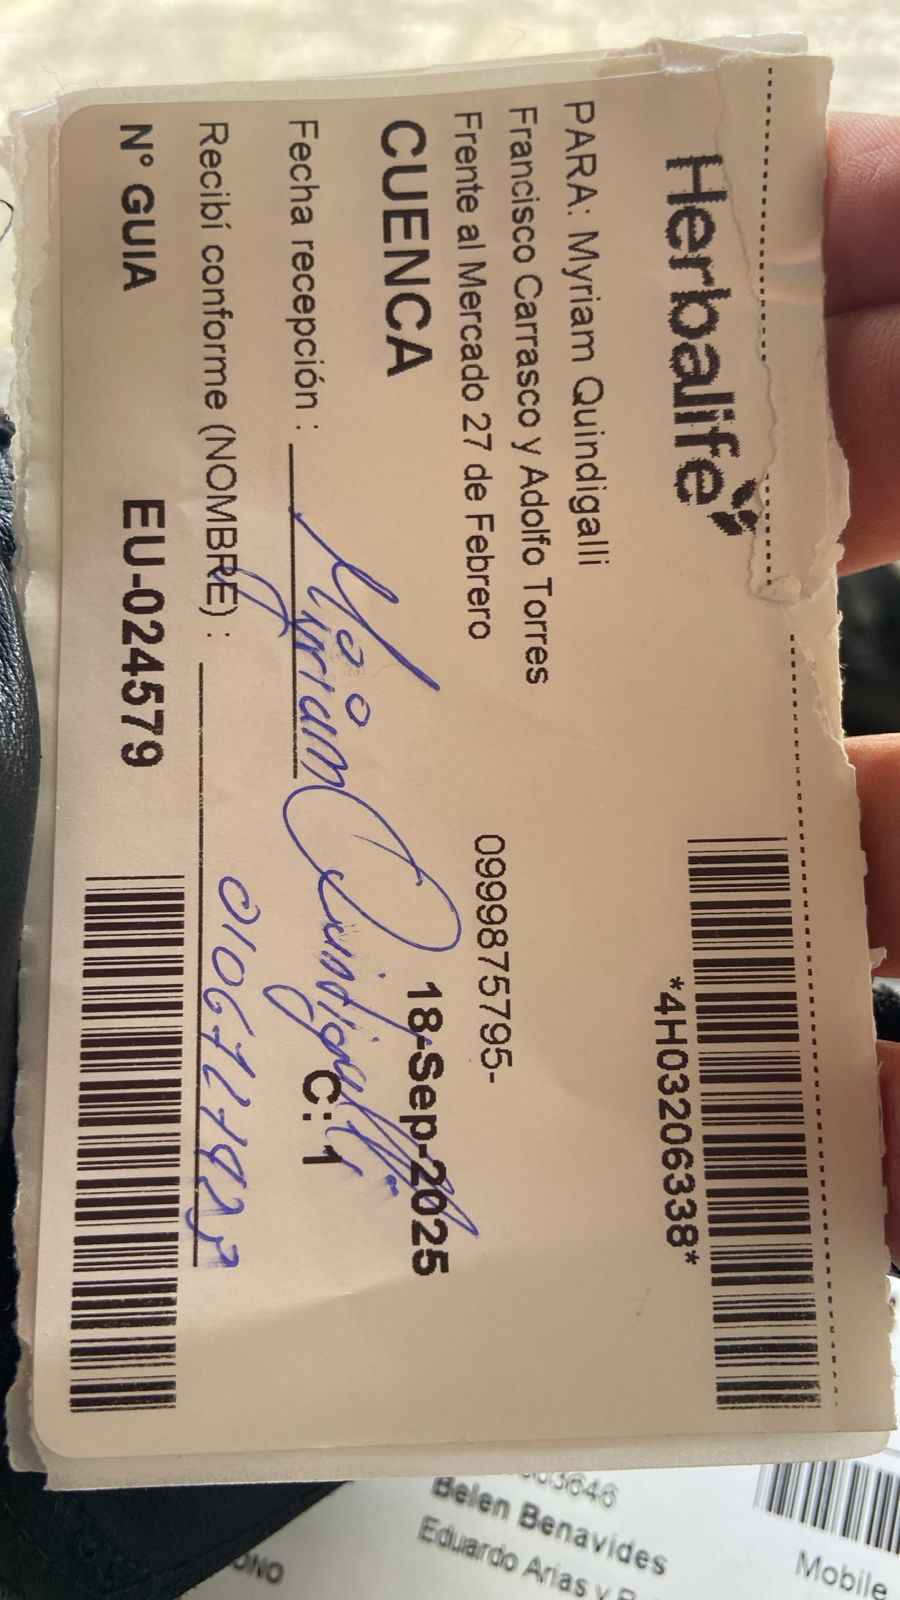 Herbalife
*4H03206338*
PARA: Myriam Quindigalli
Francisco Carrasco y Adolfo Torres
Frente al Mercado 27 de Febrero
0999875795-
CUENCA
18-Sep-2025
Fecha recepción :
Myriam Quindigalli
C: 1
Recibí conforme (NOMBRE) :
N° GUIA
EU-024579
003646
Belen Benavides
Eduardo Arias y
Mobile